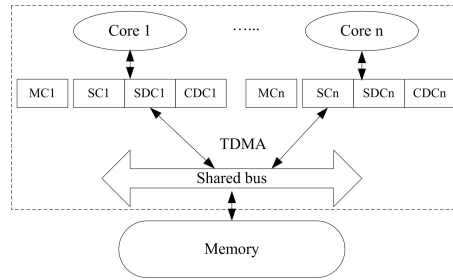 Core 1 ...... Core n
MC1 SC1 SDC1 CDC1 MCn SCn SDCn CDCn
TDMA
Shared bus
Memory